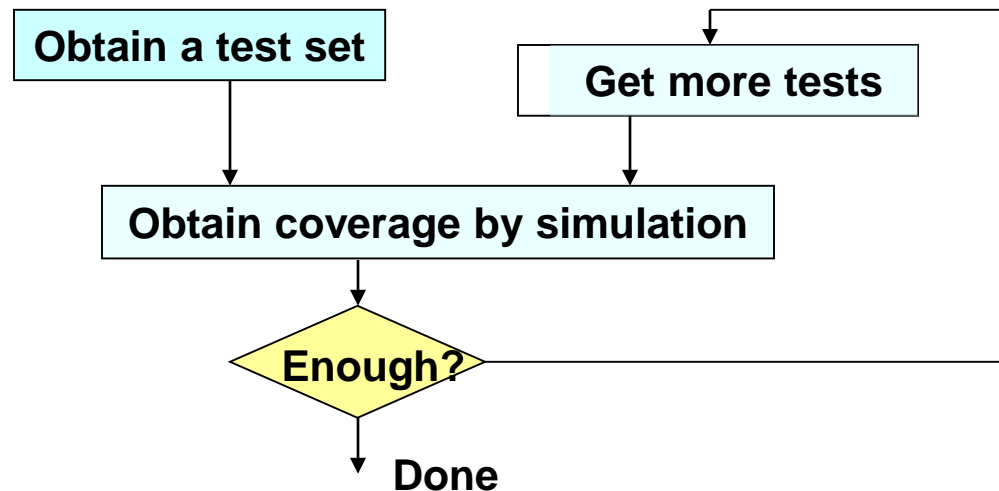 Obtain a test set
Get more tests
Obtain coverage by simulation
Enough?
Done